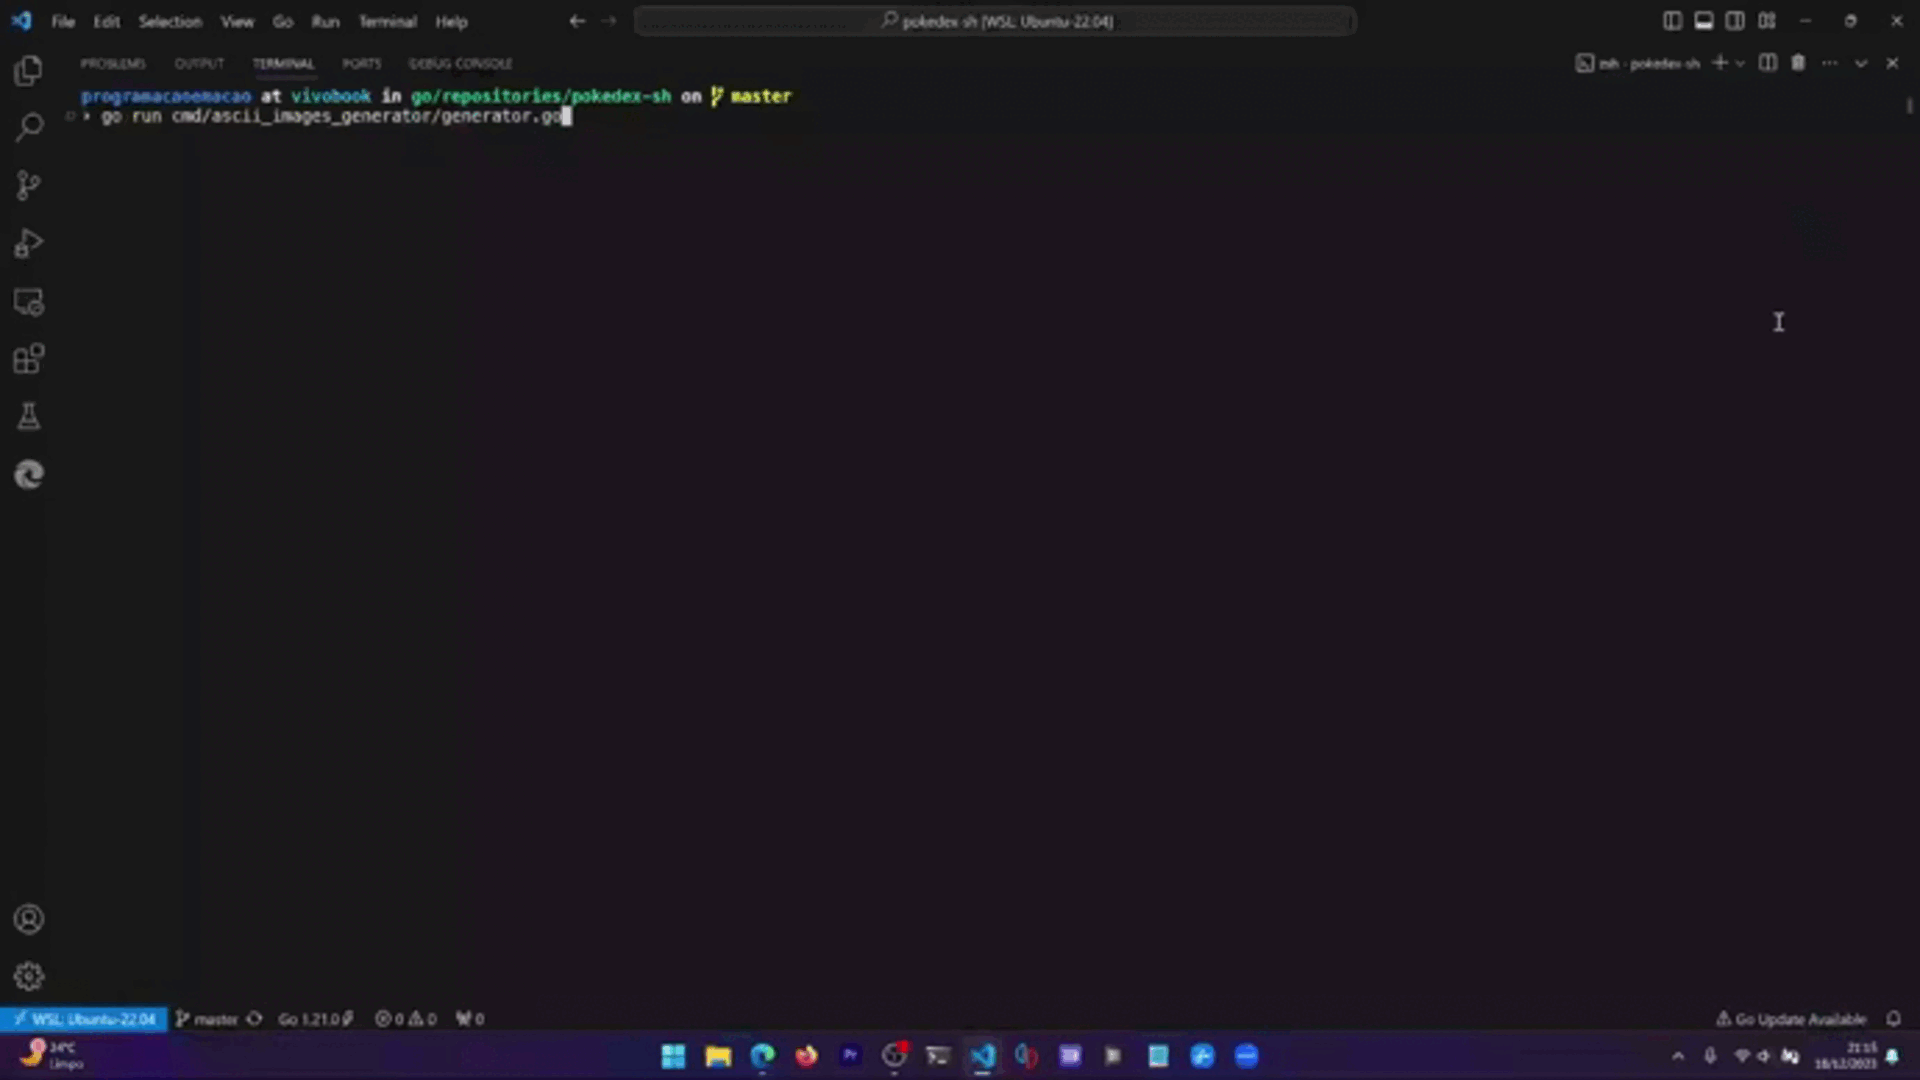 File Edit Selection View Go Run Terminal Help
pokedex-sh [WSL: Ubuntu-22.04]
PROBLEMS OUTPUT TERMINAL PORTS DEBUG CONSOLE
zsh - pokedex-sh
programacaoemacao at vivobook in go/repositories/pokedex-sh on master
go run cmd/ascii_images_generator/generator.go
WSL: Ubuntu-22.04 master Go 1.21.0 0 0 0
Go Update Available
24°C
Limpo
Pr
21:15